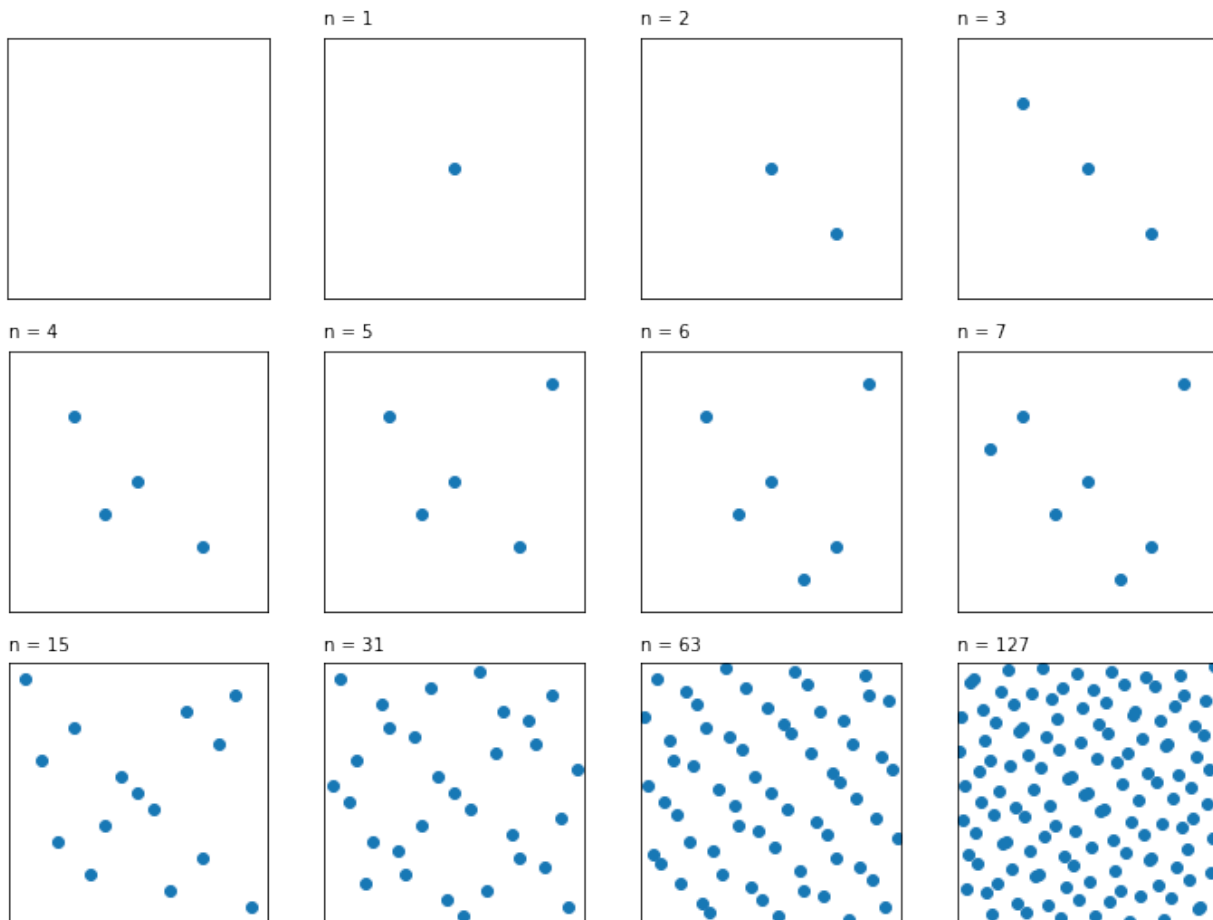 n = 1
n = 2
n = 3
n = 4
n = 5
n = 6
n = 7
n = 15
n = 31
n = 63
n = 127